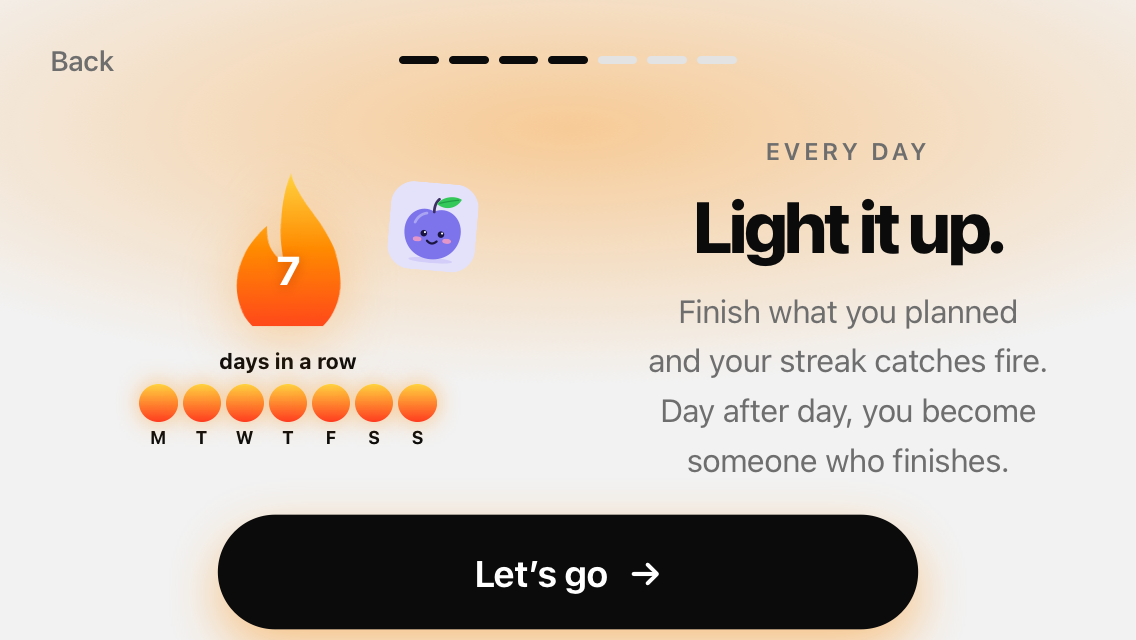 Back
EVERY DAY
Light it up.
Finish what you planned
and your streak catches fire.
Day after day, you become
someone who finishes.
7
days in a row
M T W T F S S
Let’s go →